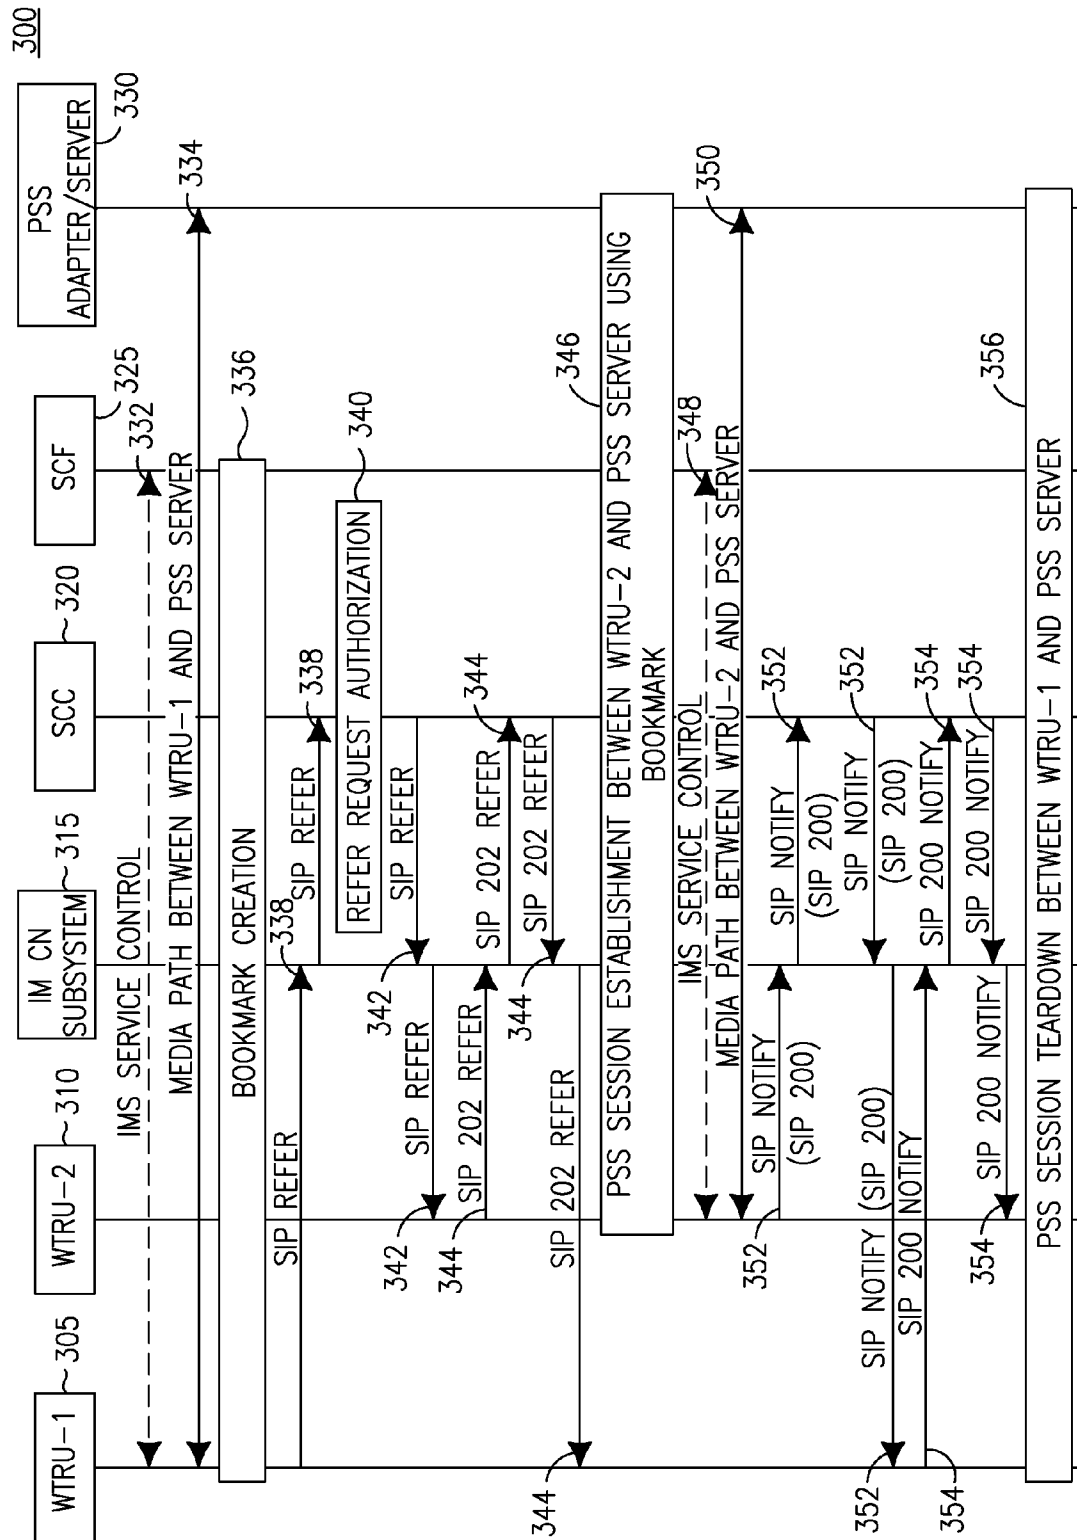 300
WTRU-1
305
WTRU-2
310
IM CN
SUBSYSTEM
315
SCC
320
SCF
325
PSS
ADAPTER/SERVER
330
IMS SERVICE CONTROL
332
MEDIA PATH BETWEEN WTRU-1 AND PSS SERVER
334
BOOKMARK CREATION
336
SIP REFER
338
SIP REFER
338
REFER REQUEST AUTHORIZATION
340
SIP REFER
342
SIP REFER
342
SIP 202 REFER
344
SIP 202 REFER
344
SIP 202 REFER
344
SIP 202 REFER
344
PSS SESSION ESTABLISHMENT BETWEEN WTRU-2 AND PSS SERVER USING
BOOKMARK
346
IMS SERVICE CONTROL
348
MEDIA PATH BETWEEN WTRU-2 AND PSS SERVER
350
SIP NOTIFY
(SIP 200)
352
SIP NOTIFY
(SIP 200)
352
SIP NOTIFY
(SIP 200)
352
SIP NOTIFY (SIP 200)
352
SIP 200 NOTIFY
354
SIP 200 NOTIFY
354
SIP 200 NOTIFY
354
SIP 200 NOTIFY
354
PSS SESSION TEARDOWN BETWEEN WTRU-1 AND PSS SERVER
356